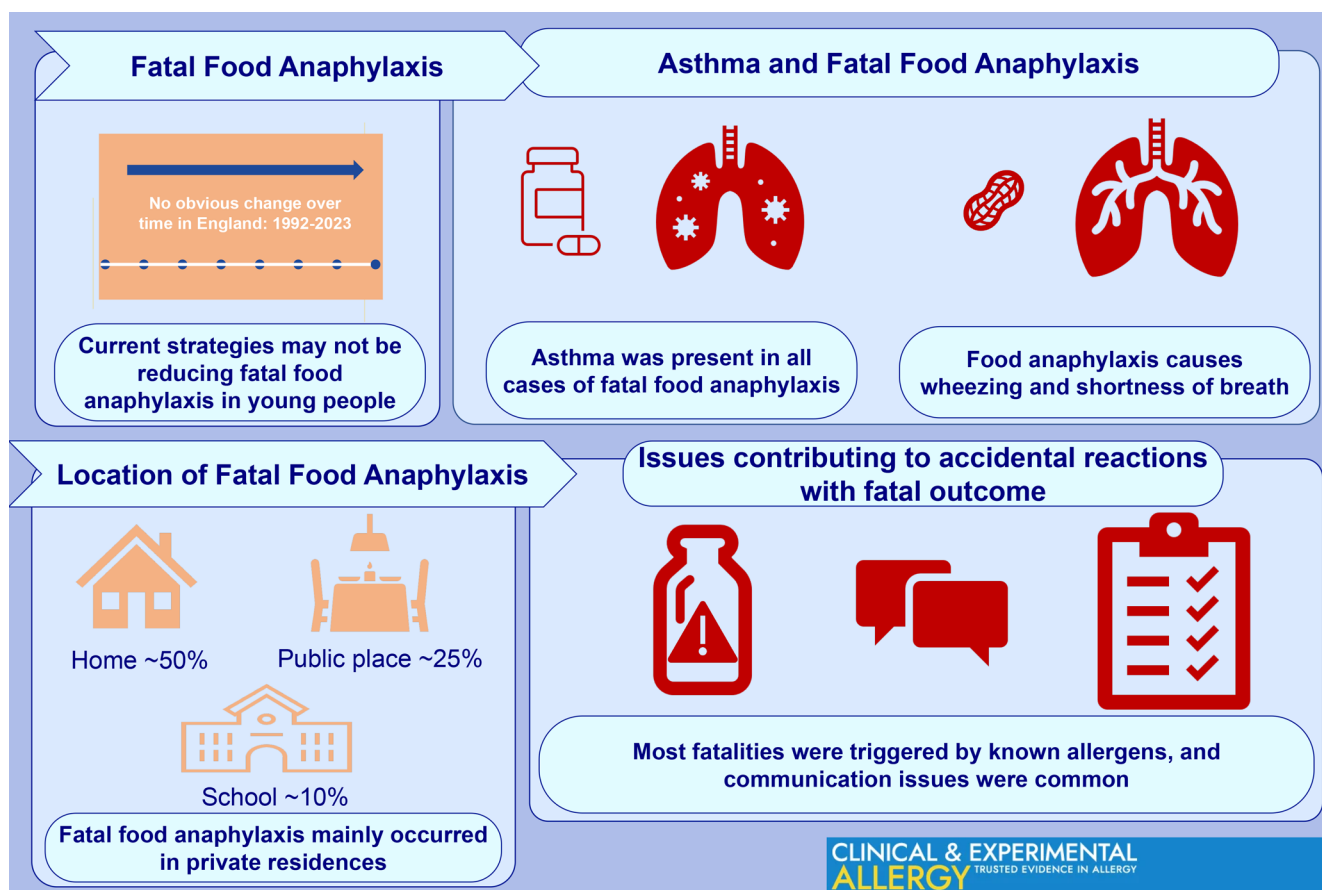 Fatal Food Anaphylaxis
No obvious change over
time in England: 1992-2023
Current strategies may not be
reducing fatal food
anaphylaxis in young people
Asthma and Fatal Food Anaphylaxis
Asthma was present in all
cases of fatal food anaphylaxis
Food anaphylaxis causes
wheezing and shortness of breath
Location of Fatal Food Anaphylaxis
Home ~50%
Public place ~25%
School ~10%
Fatal food anaphylaxis mainly occurred
in private residences
Issues contributing to accidental reactions
with fatal outcome
Most fatalities were triggered by known allergens, and
communication issues were common
CLINICAL & EXPERIMENTAL
ALLERGY TRUSTED EVIDENCE IN ALLERGY